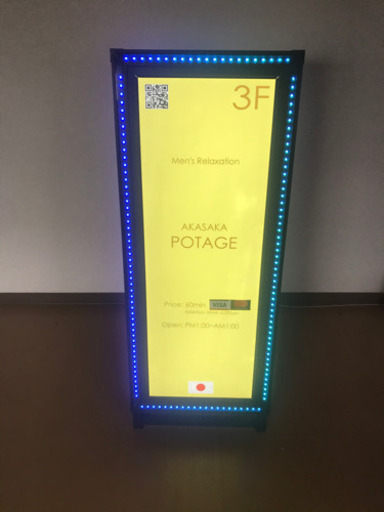 3F
Men's Relaxation
AKASAKA
POTAGE
Price: 60min VISA
Open: PM1:00~AM1:00